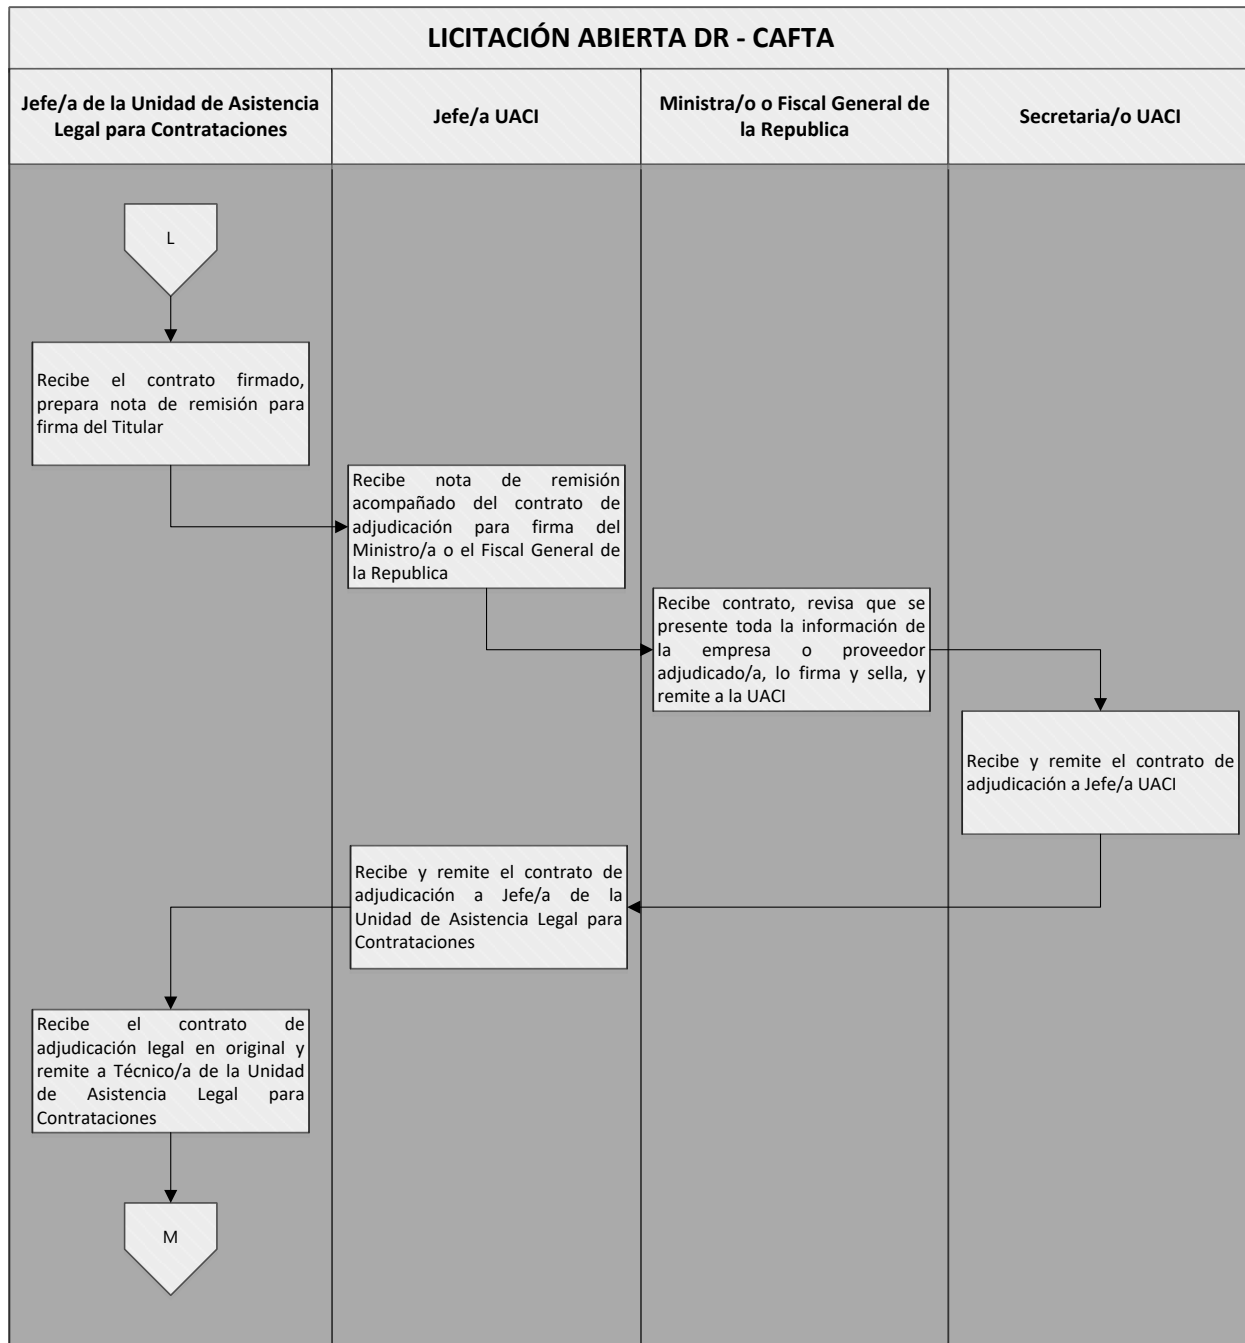 LICITACIÓN ABIERTA DR - CAFTA
Jefe/a de la Unidad de Asistencia
Legal para Contrataciones
Jefe/a UACI
Ministra/o o Fiscal General de
la Republica
Secretaria/o UACI
L
Recibe el contrato firmado,
prepara nota de remisión para
firma del Titular
Recibe nota de remisión
acompañado del contrato de
adjudicación para firma del
Ministro/a o el Fiscal General de
la Republica
Recibe contrato, revisa que se
presente toda la información de
la empresa o proveedor
adjudicado/a, lo firma y sella, y
remite a la UACI
Recibe y remite el contrato de
adjudicación a Jefe/a UACI
Recibe y remite el contrato de
adjudicación a Jefe/a de la
Unidad de Asistencia Legal para
Contrataciones
Recibe el contrato de
adjudicación legal en original y
remite a Técnico/a de la Unidad
de Asistencia Legal para
Contrataciones
M